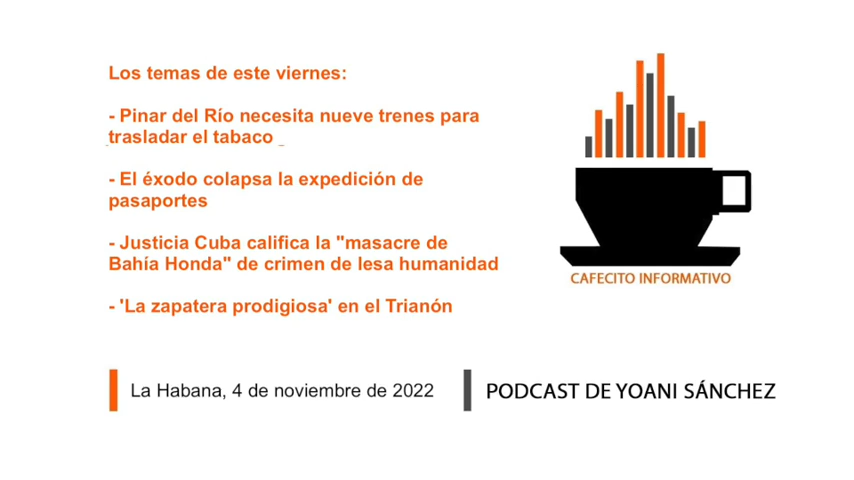 Los temas de este viernes:
- Pinar del Río necesita nueve trenes para
trasladar el tabaco
- El éxodo colapsa la expedición de
pasaportes
- Justicia Cuba califica la "masacre de
Bahía Honda" de crimen de lesa humanidad
- 'La zapatera prodigiosa' en el Trianón
CAFECITO INFORMATIVO
La Habana, 4 de noviembre de 2022
PODCAST DE YOANI SÁNCHEZ